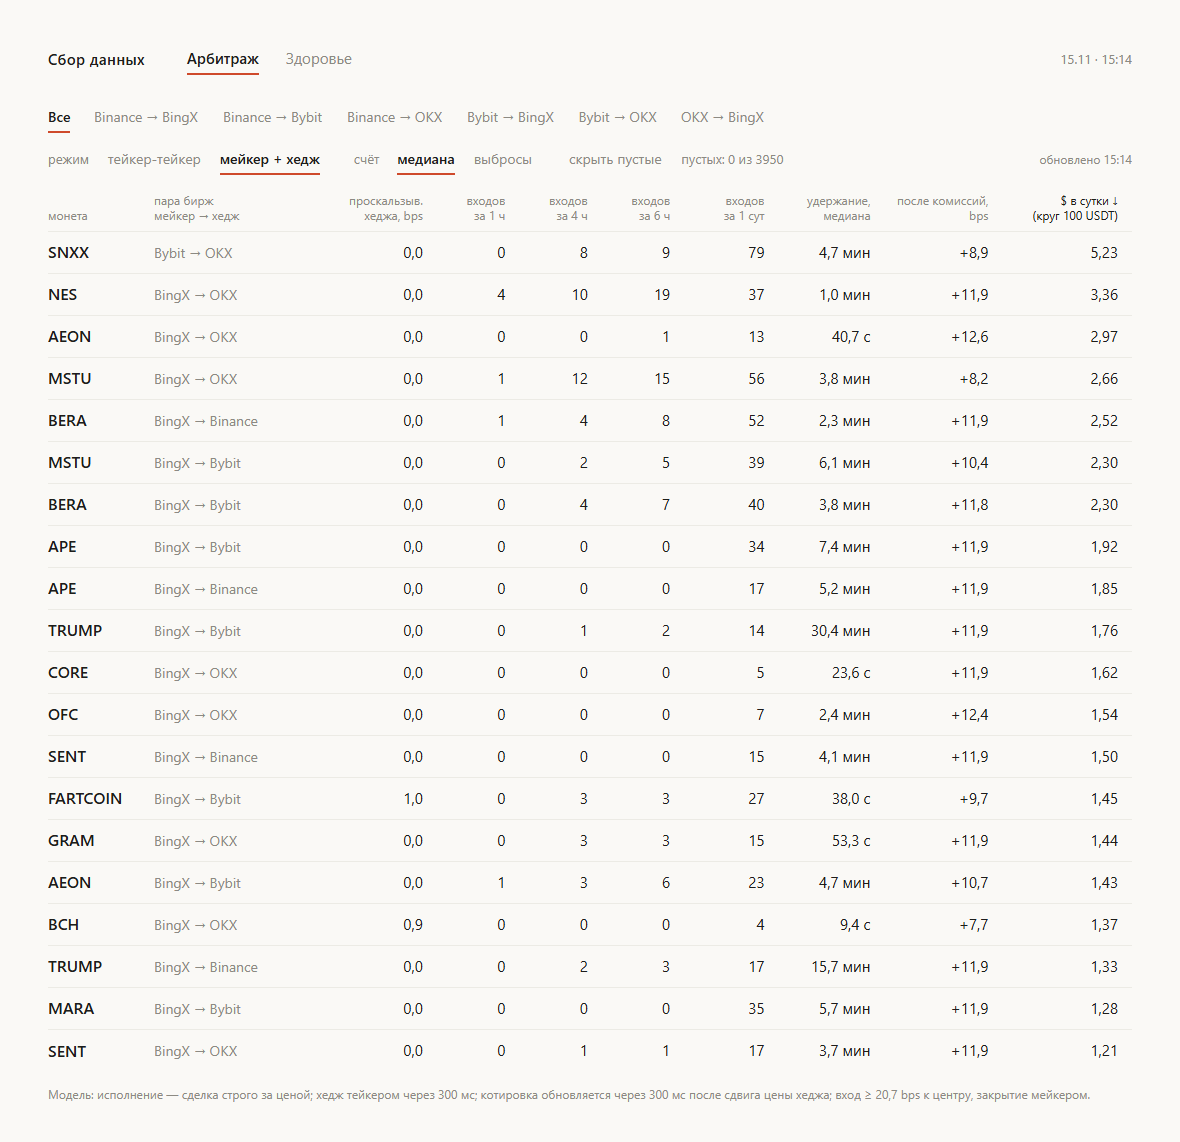 Сбор данных Арбитраж Здоровье 15.11 · 15:14
Все Binance → BingX Binance → Bybit Binance → OKX Bybit → BingX Bybit → OKX OKX → BingX
режим тейкер-тейкер мейкер + хедж счёт медиана выбросы скрыть пустые пустых: 0 из 3950 обновлено 15:14
пара бирж проскальзыв. входов входов входов входов удержание, после комиссий, $ в сутки ↓
монета мейкер → хедж хеджа, bps за 1 ч за 4 ч за 6 ч за 1 сут медиана bps (круг 100 USDT)
SNXX Bybit → OKX 0,0 0 8 9 79 4,7 мин +8,9 5,23
NES BingX → OKX 0,0 4 10 19 37 1,0 мин +11,9 3,36
AEON BingX → OKX 0,0 0 0 1 13 40,7 с +12,6 2,97
MSTU BingX → OKX 0,0 1 12 15 56 3,8 мин +8,2 2,66
BERA BingX → Binance 0,0 1 4 8 52 2,3 мин +11,9 2,52
MSTU BingX → Bybit 0,0 0 2 5 39 6,1 мин +10,4 2,30
BERA BingX → Bybit 0,0 0 4 7 40 3,8 мин +11,8 2,30
APE BingX → Bybit 0,0 0 0 0 34 7,4 мин +11,9 1,92
APE BingX → Binance 0,0 0 0 0 17 5,2 мин +11,9 1,85
TRUMP BingX → Bybit 0,0 0 1 2 14 30,4 мин +11,9 1,76
CORE BingX → OKX 0,0 0 0 0 5 23,6 с +11,9 1,62
OFC BingX → OKX 0,0 0 0 0 7 2,4 мин +12,4 1,54
SENT BingX → Binance 0,0 0 0 0 15 4,1 мин +11,9 1,50
FARTCOIN BingX → Bybit 1,0 0 3 3 27 38,0 с +9,7 1,45
GRAM BingX → OKX 0,0 0 3 3 15 53,3 с +11,9 1,44
AEON BingX → Bybit 0,0 1 3 6 23 4,7 мин +10,7 1,43
BCH BingX → OKX 0,9 0 0 0 4 9,4 с +7,7 1,37
TRUMP BingX → Binance 0,0 0 2 3 17 15,7 мин +11,9 1,33
MARA BingX → Bybit 0,0 0 0 0 35 5,7 мин +11,9 1,28
SENT BingX → OKX 0,0 0 1 1 17 3,7 мин +11,9 1,21
Модель: исполнение — сделка строго за ценой; хедж тейкером через 300 мс; котировка обновляется через 300 мс после сдвига цены хеджа; вход ≥ 20,7 bps к центру, закрытие мейкером.